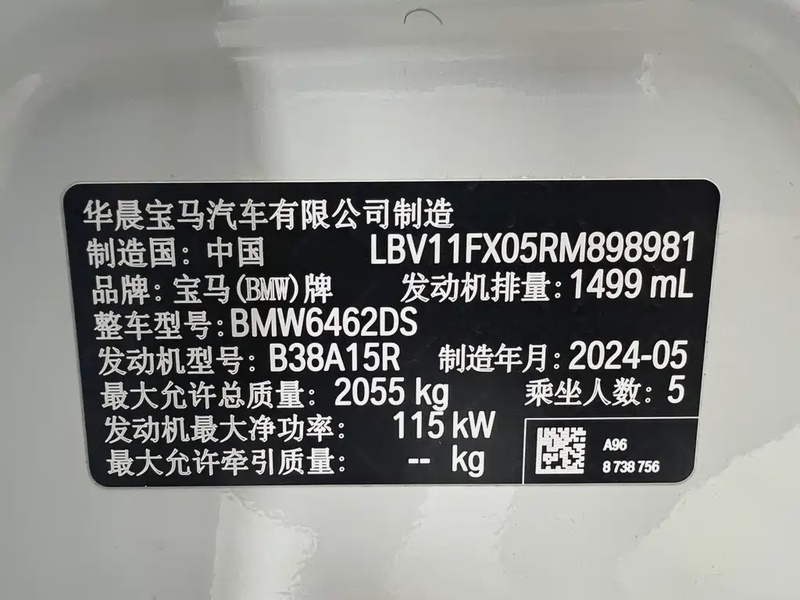 华晨宝马汽车有限公司制造
制造国: 中国 LBV11FX05RM898981
品牌: 宝马(BMW)牌 发动机排量: 1499 mL
整车型号: BMW6462DS
发动机型号: B38A15R 制造年月: 2024-05
最大允许总质量: 2055 kg 乘坐人数: 5
发动机最大净功率: 115 kW
最大允许牵引质量: -- kg
A96
8 738 756